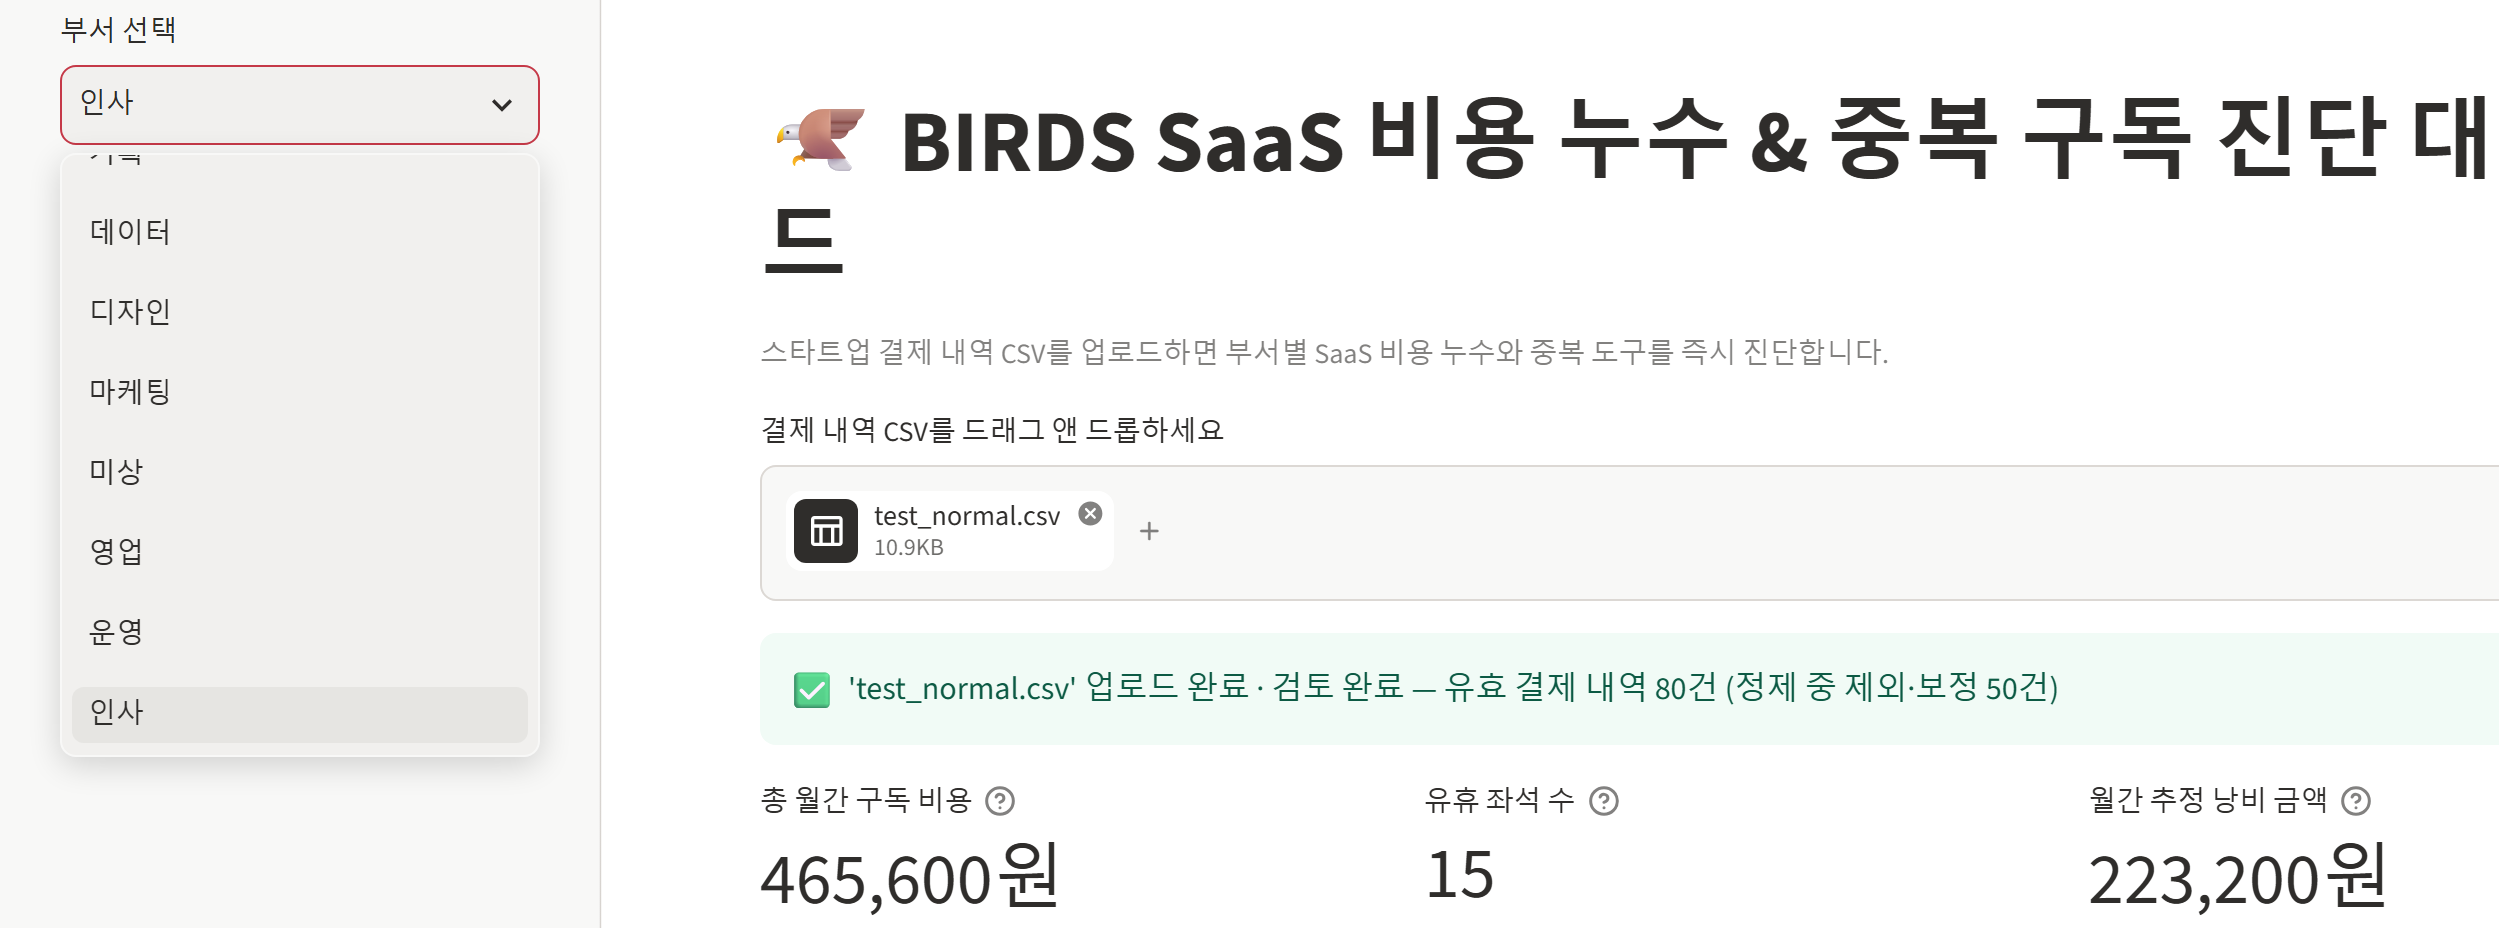 부서 선택
인사
데이터
디자인
마케팅
미상
영업
운영
인사
BIRDS SaaS 비용 누수 & 중복 구독 진단 대
드
스타트업 결제 내역 CSV를 업로드하면 부서별 SaaS 비용 누수와 중복 도구를 즉시 진단합니다.
결제 내역 CSV를 드래그 앤 드롭하세요
test_normal.csv
10.9KB
'test_normal.csv' 업로드 완료 · 검토 완료 — 유효 결제 내역 80건 (정제 중 제외·보정 50건)
총 월간 구독 비용
465,600원
유휴 좌석 수
15
월간 추정 낭비 금액
223,200원